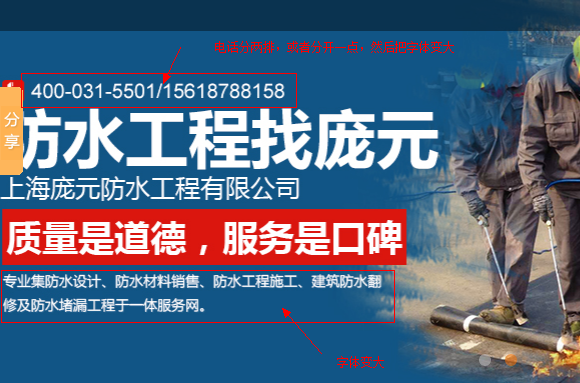 400-031-5501/15618788158
分享
防水工程找庞元
上海庞元防水工程有限公司
质量是道德，服务是口碑
专业集防水设计、防水材料销售、防水工程施工、建筑防水翻
修及防水堵漏工程于一体服务网。